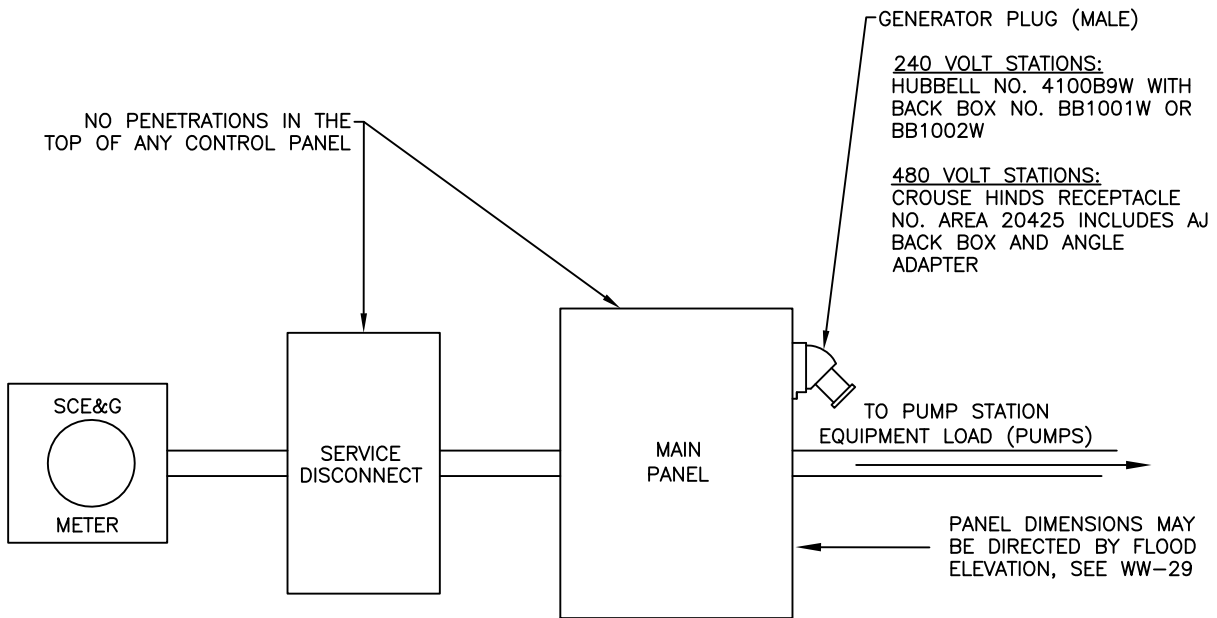 GENERATOR PLUG (MALE)
240 VOLT STATIONS:
HUBBELL NO. 4100B9W WITH
BACK BOX NO. BB1001W OR
BB1002W
480 VOLT STATIONS:
CROUSE HINDS RECEPTACLE
NO. AREA 20425 INCLUDES AJ
BACK BOX AND ANGLE
ADAPTER
NO PENETRATIONS IN THE
TOP OF ANY CONTROL PANEL
SCE&G
METER
SERVICE
DISCONNECT
MAIN
PANEL
TO PUMP STATION
EQUIPMENT LOAD (PUMPS)
PANEL DIMENSIONS MAY
BE DIRECTED BY FLOOD
ELEVATION, SEE WW-29